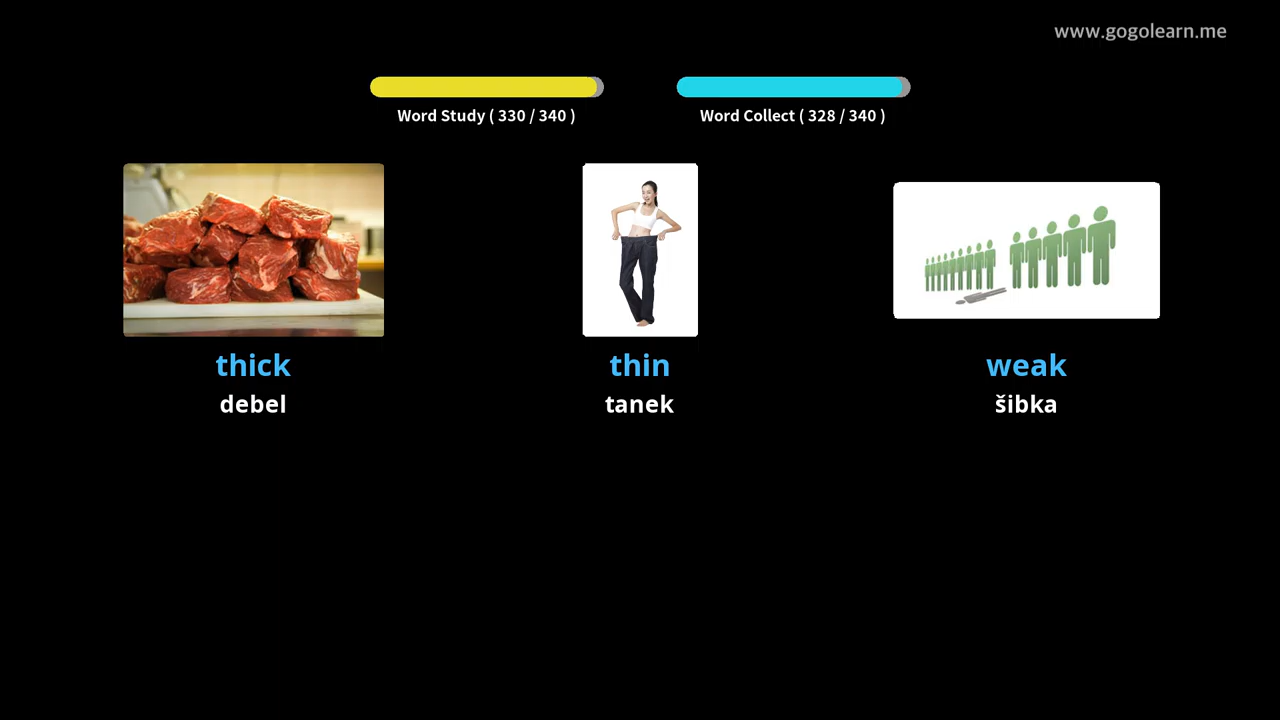 www.gogolearn.me
Word Study ( 330 / 340 )
Word Collect ( 328 / 340 )
thick
debel
thin
tanek
weak
šibka